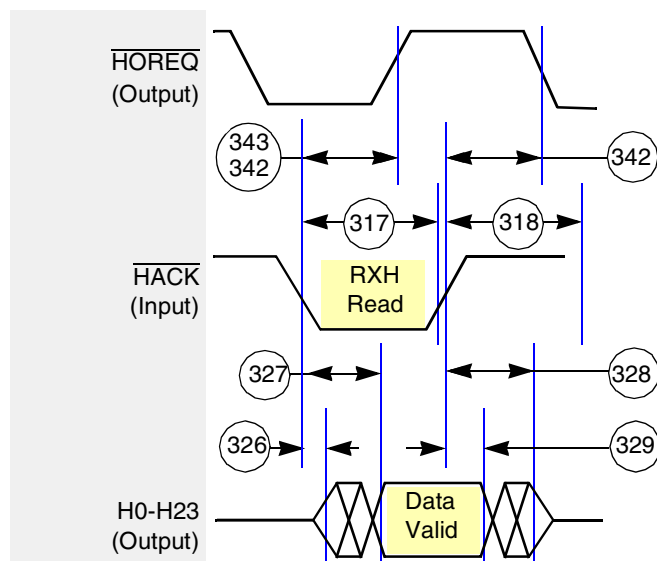 HOREQ
(Output)
343
342
342
317
318
HACK
(Input)
RXH
Read
327
328
326
329
H0-H23
(Output)
Data
Valid